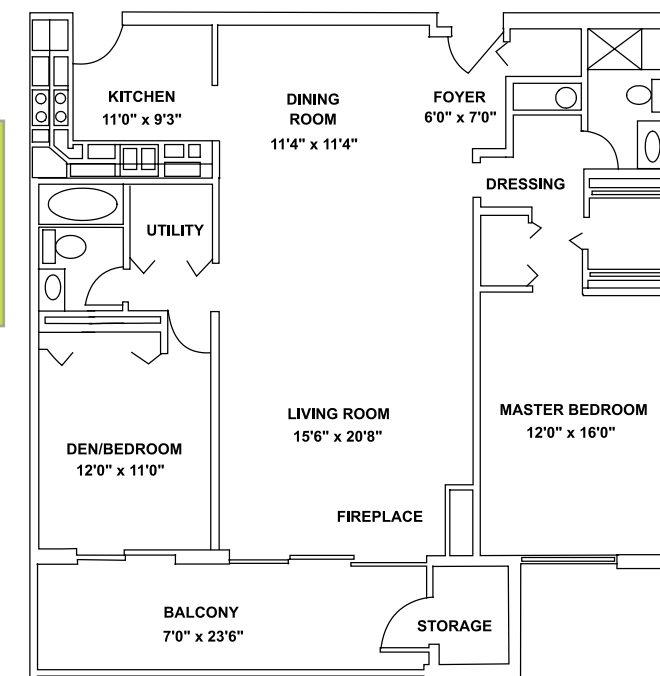 KITCHEN
11'0" x 9'3"
DINING
ROOM
11'4" x 11'4"
FOYER
6'0" x 7'0"
DRESSING
UTILITY
LIVING ROOM
15'6" x 20'8"
MASTER BEDROOM
12'0" x 16'0"
DEN/BEDROOM
12'0" x 11'0"
FIREPLACE
BALCONY
7'0" x 23'6"
STORAGE